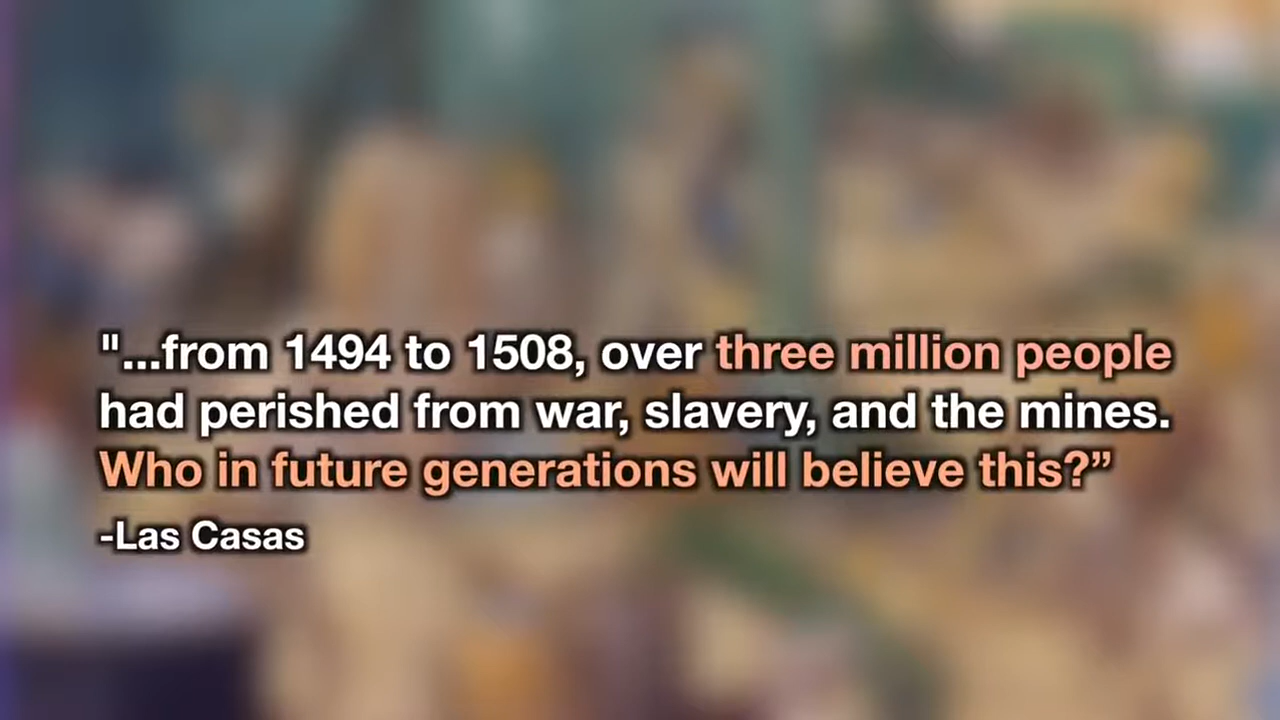 "...from 1494 to 1508, over three million people
had perished from war, slavery, and the mines.
Who in future generations will believe this?”
-Las Casas